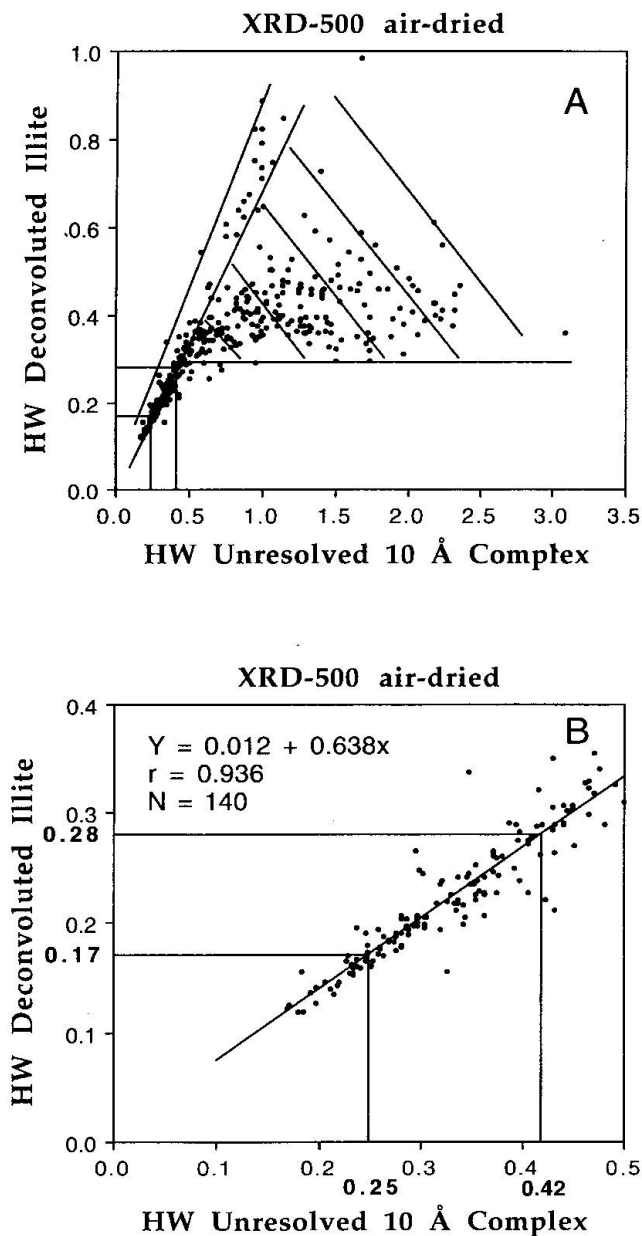 XRD-500 air-dried
A
HW Deconvoluted Illite
1.0
0.8
0.6
0.4
0.2
0.0
0.0 0.5 1.0 1.5 2.0 2.5 3.0 3.5
HW Unresolved 10 Å Complex
XRD-500 air-dried
B
Y = 0.012 + 0.638x
r = 0.936
N = 140
HW Deconvoluted Illite
0.4
0.3
0.28
0.2
0.17
0.1
0.0
0.0 0.1 0.2 0.3 0.4 0.5
0.25 0.42
HW Unresolved 10 Å Complex